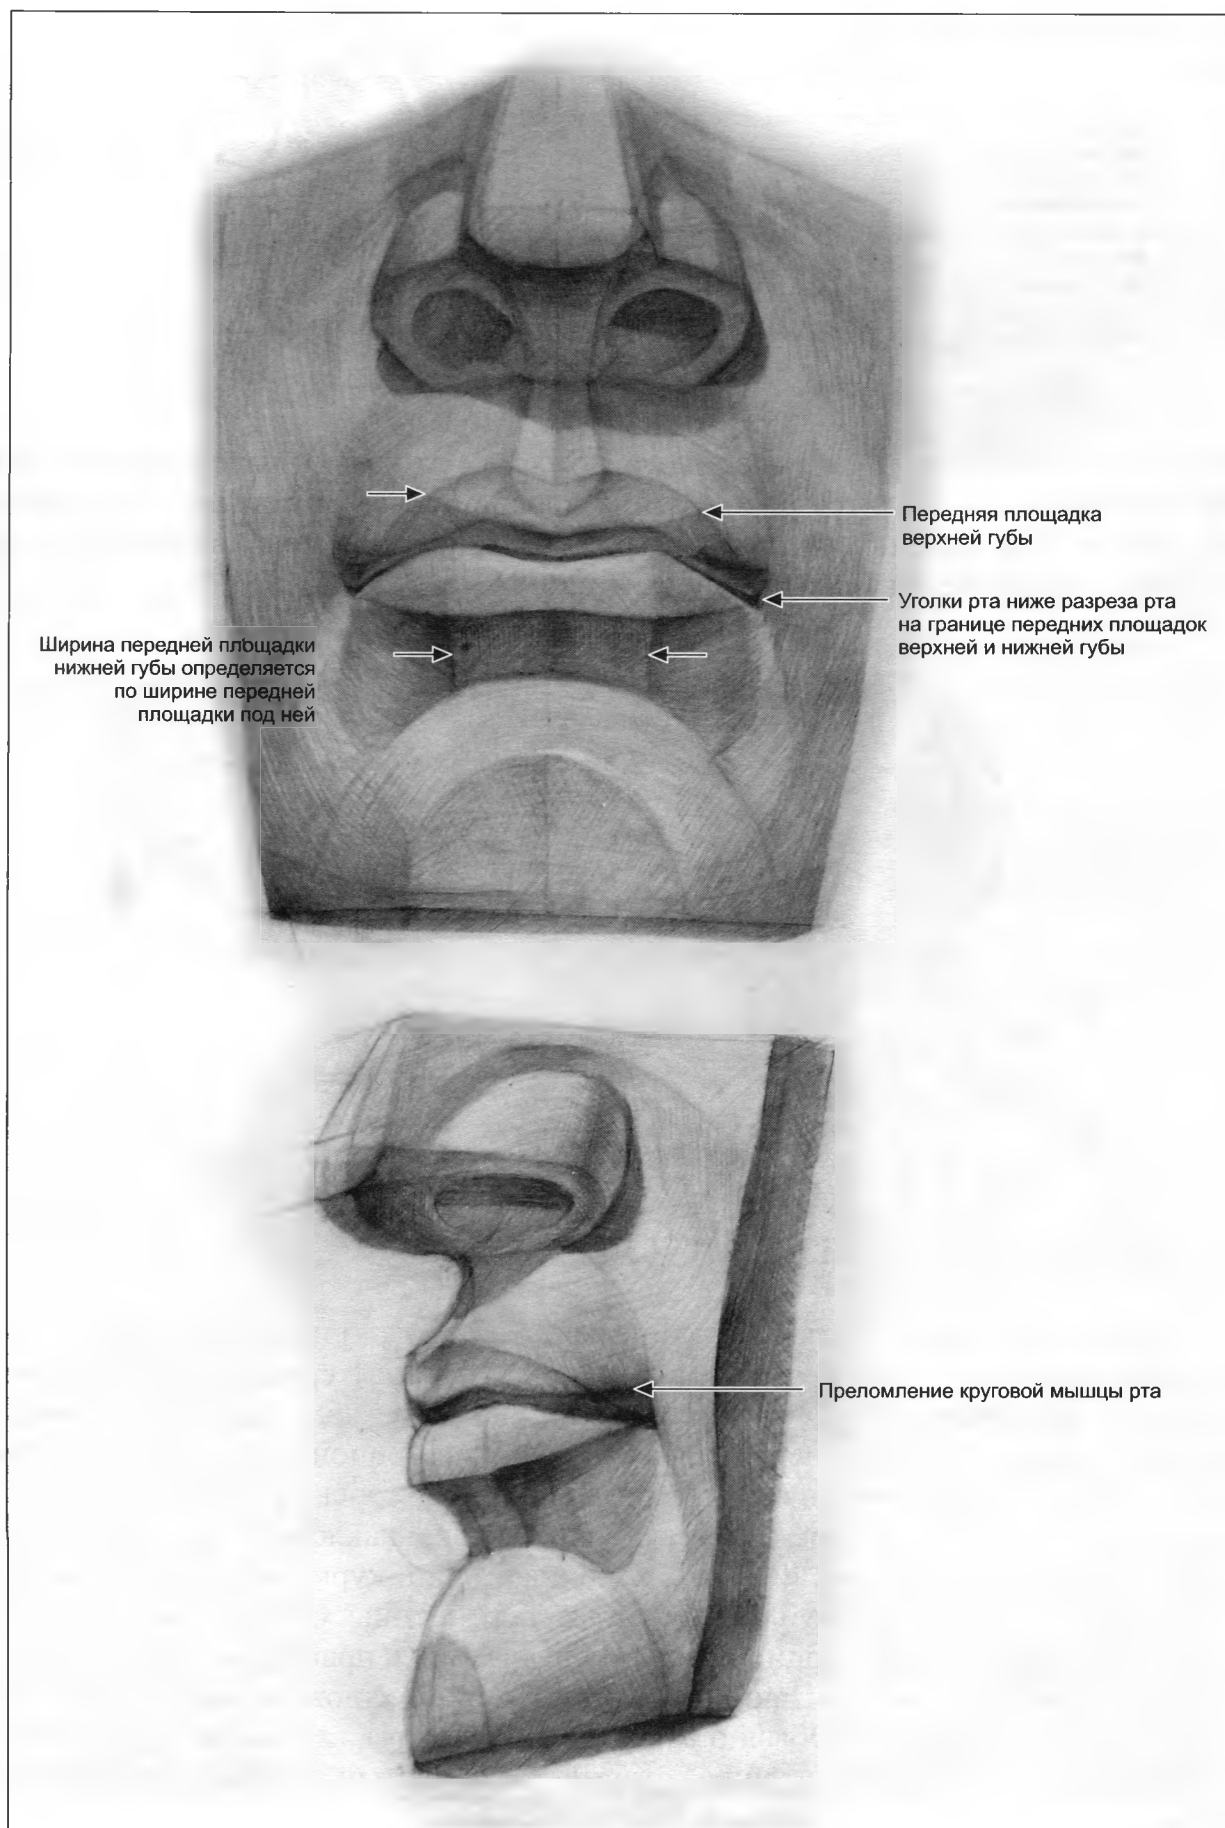 Передняя площадка
верхней губы
Уголки рта ниже разреза рта
на границе передних площадок
верхней и нижней губы
Ширина передней площадки
нижней губы определяется
по ширине передней
площадки под ней
Преломление круговой мышцы рта